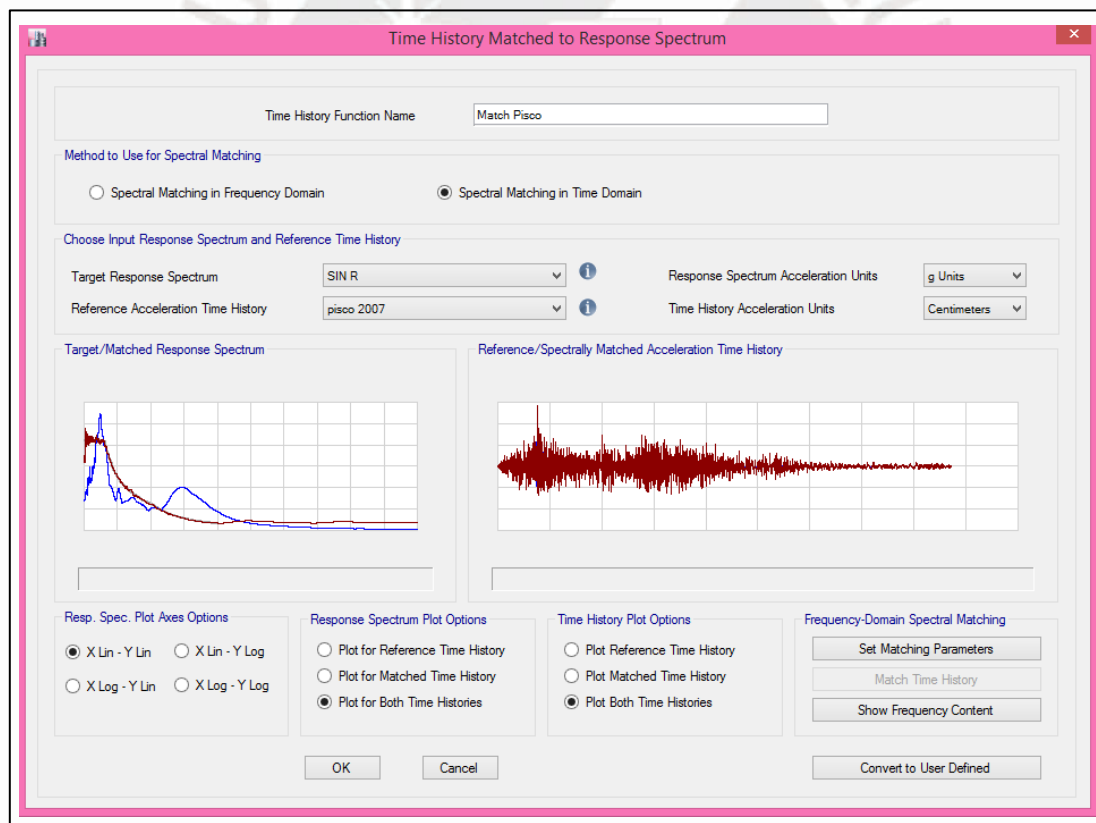 Time History Matched to Response Spectrum
Time History Function Name
Match Pisco
Method to Use for Spectral Matching
Spectral Matching in Frequency Domain
Spectral Matching in Time Domain
Choose Input Response Spectrum and Reference Time History
Target Response Spectrum
SIN R
Response Spectrum Acceleration Units
g Units
Reference Acceleration Time History
pisco 2007
Time History Acceleration Units
Centimeters
Target/Matched Response Spectrum
Reference/Spectrally Matched Acceleration Time History
Resp. Spec. Plot Axes Options
X Lin - Y Lin
X Lin - Y Log
X Log - Y Lin
X Log - Y Log
Response Spectrum Plot Options
Plot for Reference Time History
Plot for Matched Time History
Plot for Both Time Histories
Time History Plot Options
Plot Reference Time History
Plot Matched Time History
Plot Both Time Histories
Frequency-Domain Spectral Matching
Set Matching Parameters
Match Time History
Show Frequency Content
OK
Cancel
Convert to User Defined